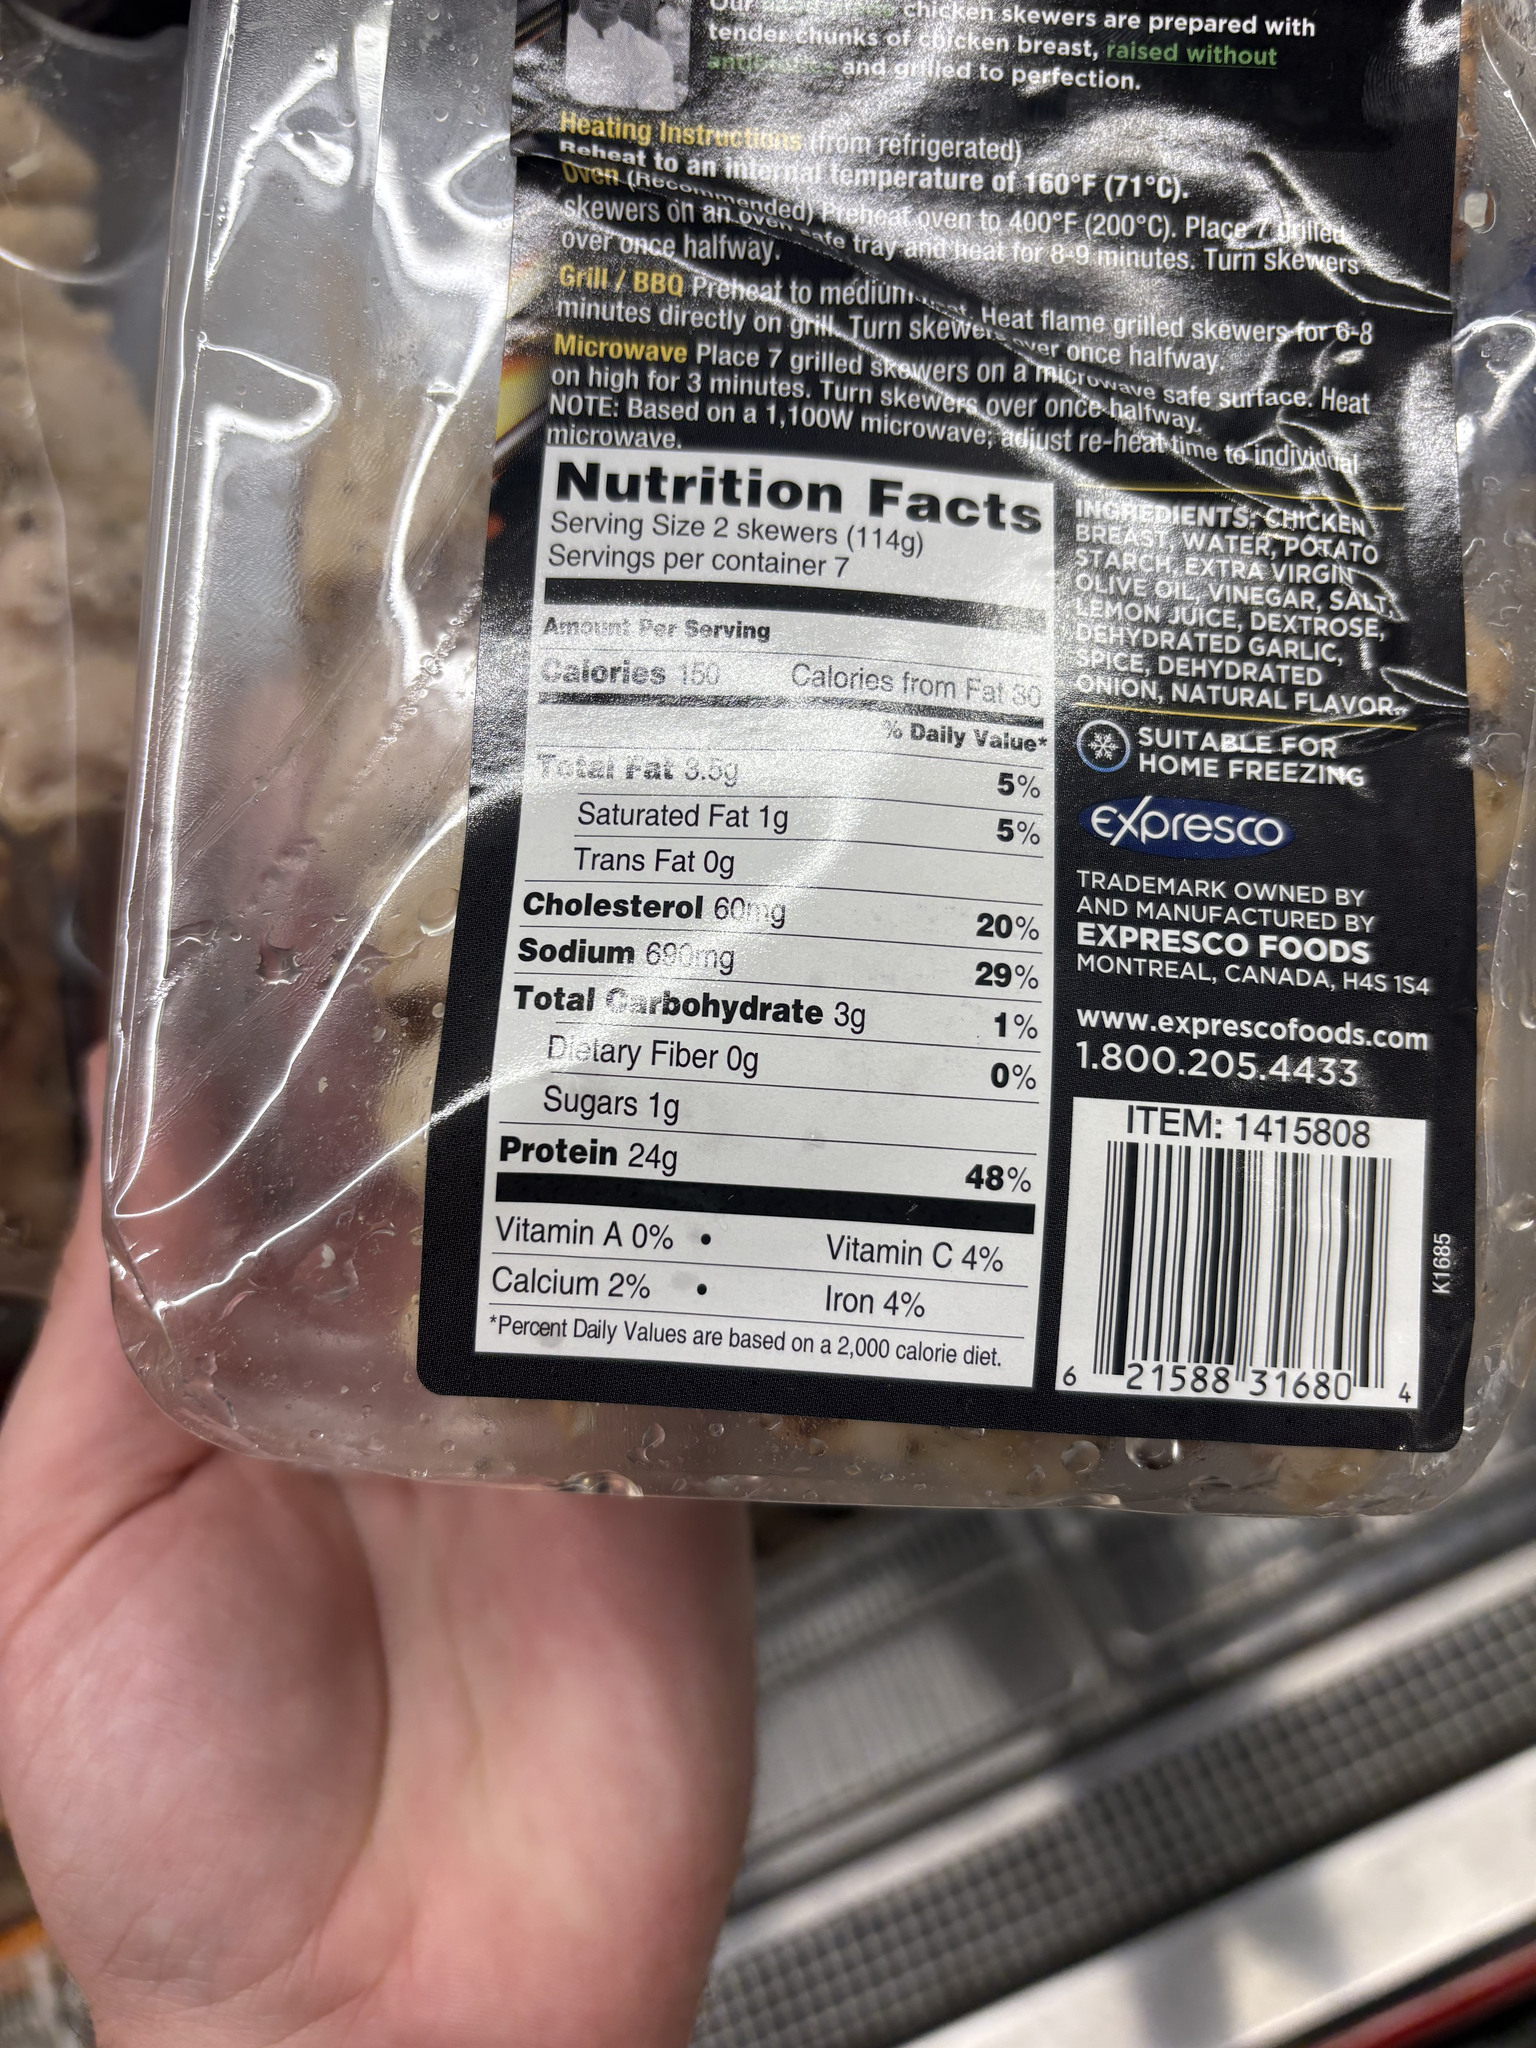 Our chicken skewers are prepared with
tender chunks of chicken breast, raised without
antibiotics and grilled to perfection.
Heating Instructions (from refrigerated)
Reheat to an internal temperature of 160°F (71°C).
Oven (Recommended) Preheat oven to 400°F (200°C). Place 7 grilled
skewers on an oven safe tray and heat for 8-9 minutes. Turn skewers
over once halfway.
Grill / BBQ Preheat to medium heat. Heat flame grilled skewers for 6-8
minutes directly on grill. Turn skewers over once halfway.
Microwave Place 7 grilled skewers on a microwave safe surface. Heat
on high for 3 minutes. Turn skewers over once halfway.
NOTE: Based on a 1,100W microwave; adjust re-heat time to individual
microwave.
Nutrition Facts
Serving Size 2 skewers (114g)
Servings per container 7
Amount Per Serving
Calories 150 Calories from Fat 30
% Daily Value*
Total Fat 3.5g 5%
Saturated Fat 1g 5%
Trans Fat 0g
Cholesterol 60mg 20%
Sodium 690mg 29%
Total Carbohydrate 3g 1%
Dietary Fiber 0g 0%
Sugars 1g
Protein 24g 48%
Vitamin A 0% • Vitamin C 4%
Calcium 2% • Iron 4%
*Percent Daily Values are based on a 2,000 calorie diet.
INGREDIENTS: CHICKEN
BREAST, WATER, POTATO
STARCH, EXTRA VIRGIN
OLIVE OIL, VINEGAR, SALT,
LEMON JUICE, DEXTROSE,
DEHYDRATED GARLIC,
SPICE, DEHYDRATED
ONION, NATURAL FLAVOR.
SUITABLE FOR
HOME FREEZING
expresco
TRADEMARK OWNED BY
AND MANUFACTURED BY
EXPRESCO FOODS
MONTREAL, CANADA, H4S 1S4
www.exprescofoods.com
1.800.205.4433
ITEM: 1415808
6 21588 31680 4
K1685